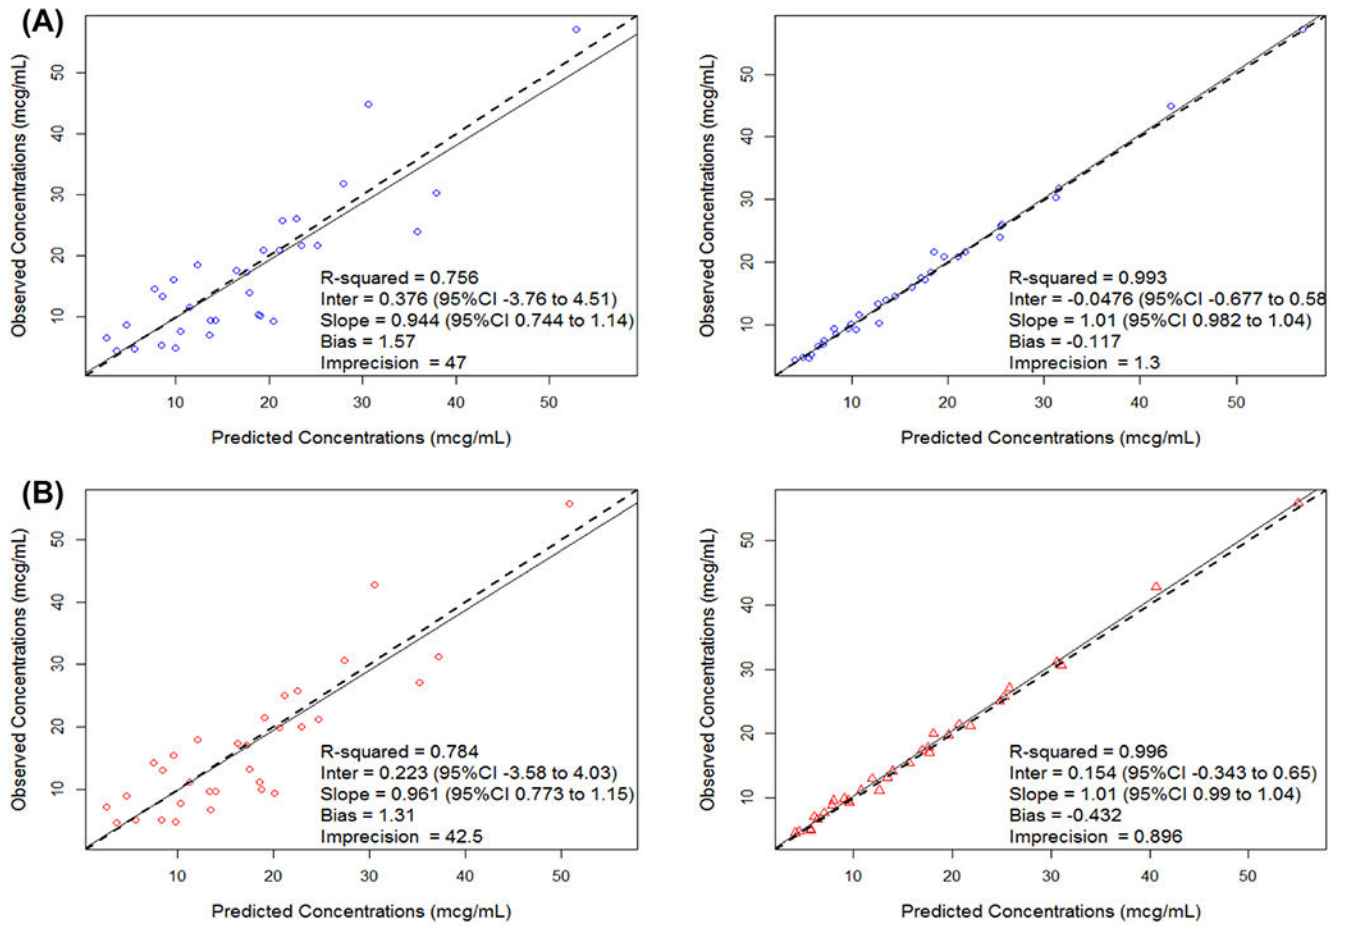 (A)
Observed Concentrations (mcg/mL)
50
40
30
20
10
R-squared = 0.756
Inter = 0.376 (95%CI -3.76 to 4.51)
Slope = 0.944 (95%CI 0.744 to 1.14)
Bias = 1.57
Imprecision = 47
10 20 30 40 50
Predicted Concentrations (mcg/mL)
Observed Concentrations (mcg/mL)
50
40
30
20
10
R-squared = 0.993
Inter = -0.0476 (95%CI -0.677 to 0.58
Slope = 1.01 (95%CI 0.982 to 1.04)
Bias = -0.117
Imprecision = 1.3
10 20 30 40 50
Predicted Concentrations (mcg/mL)
(B)
Observed Concentrations (mcg/mL)
50
40
30
20
10
R-squared = 0.784
Inter = 0.223 (95%CI -3.58 to 4.03)
Slope = 0.961 (95%CI 0.773 to 1.15)
Bias = 1.31
Imprecision = 42.5
10 20 30 40 50
Predicted Concentrations (mcg/mL)
Observed Concentrations (mcg/mL)
50
40
30
20
10
R-squared = 0.996
Inter = 0.154 (95%CI -0.343 to 0.65)
Slope = 1.01 (95%CI 0.99 to 1.04)
Bias = -0.432
Imprecision = 0.896
10 20 30 40 50
Predicted Concentrations (mcg/mL)